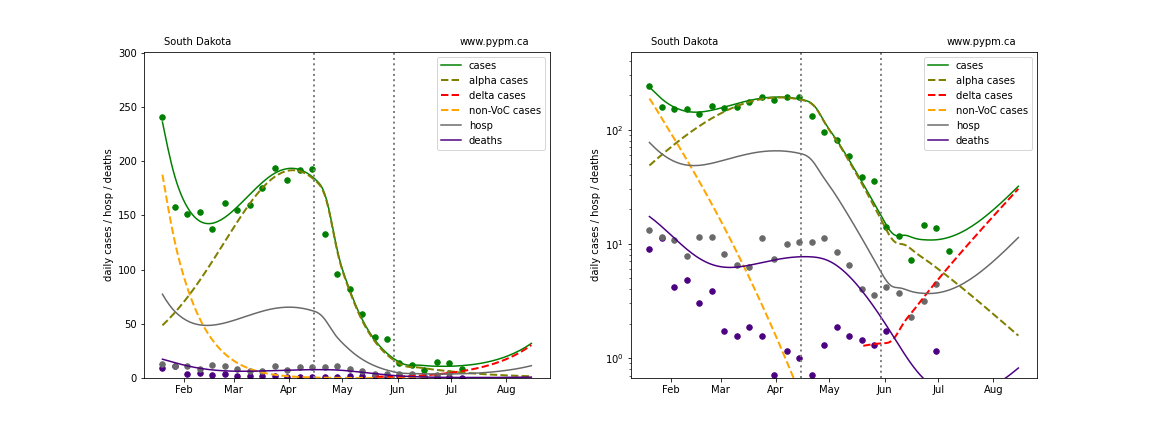 South Dakota www.pypm.ca
daily cases / hosp / deaths
300
250
200
150
100
50
0
cases
alpha cases
delta cases
non-VoC cases
hosp
deaths
Feb Mar Apr May Jun Jul Aug
South Dakota www.pypm.ca
daily cases / hosp / deaths
10²
10¹
10⁰
cases
alpha cases
delta cases
non-VoC cases
hosp
deaths
Feb Mar Apr May Jun Jul Aug